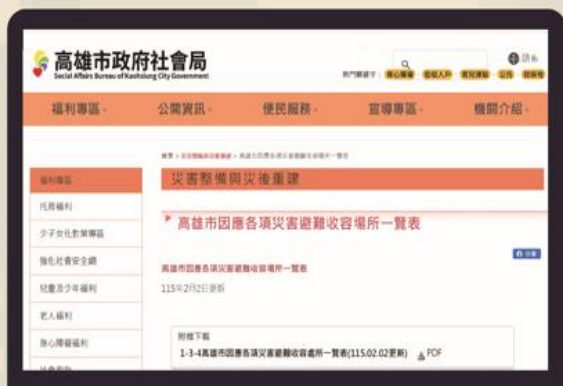 高雄市政府社會局
Social Affairs Bureau of Kaohsiung City Government
熱門關鍵字：
福利專區
公開資訊
便民服務
宣導專區
機關介紹
災害整備與災後重建
福利專區
托育福利
高雄市因應各項災害避難收容場所一覽表
少子女化對策專區
強化社會安全網
高雄市因應各項災害避難收容場所一覽表
兒童及少年福利
115年2月2日更新
老人福利
身心障礙福利
附檔下載
1-3-4高雄市因應各項災害避難收容處所一覽表(115.02.02更新) PDF